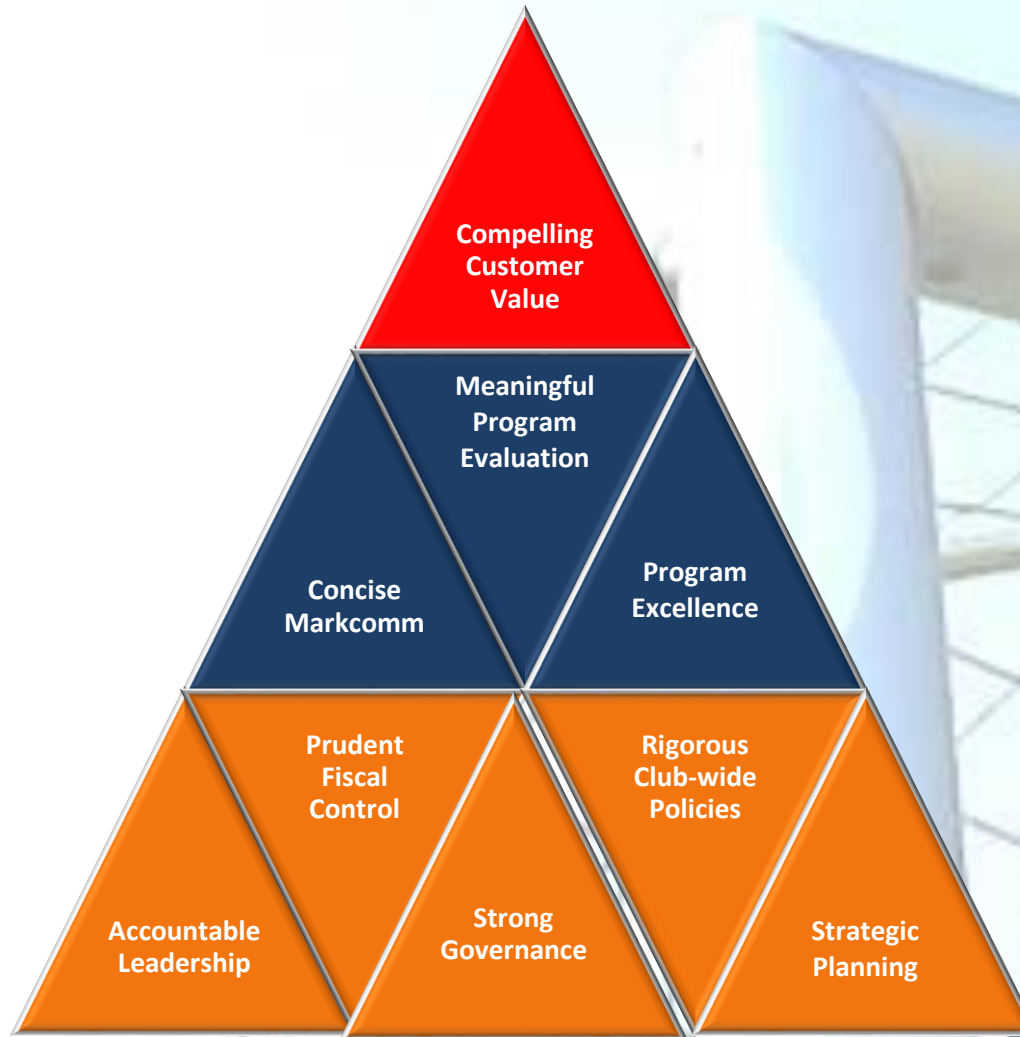 Compelling
Customer
Value
Meaningful
Program
Evaluation
Concise
Markcomm
Program
Excellence
Prudent
Fiscal
Control
Rigorous
Club-wide
Policies
Accountable
Leadership
Strong
Governance
Strategic
Planning